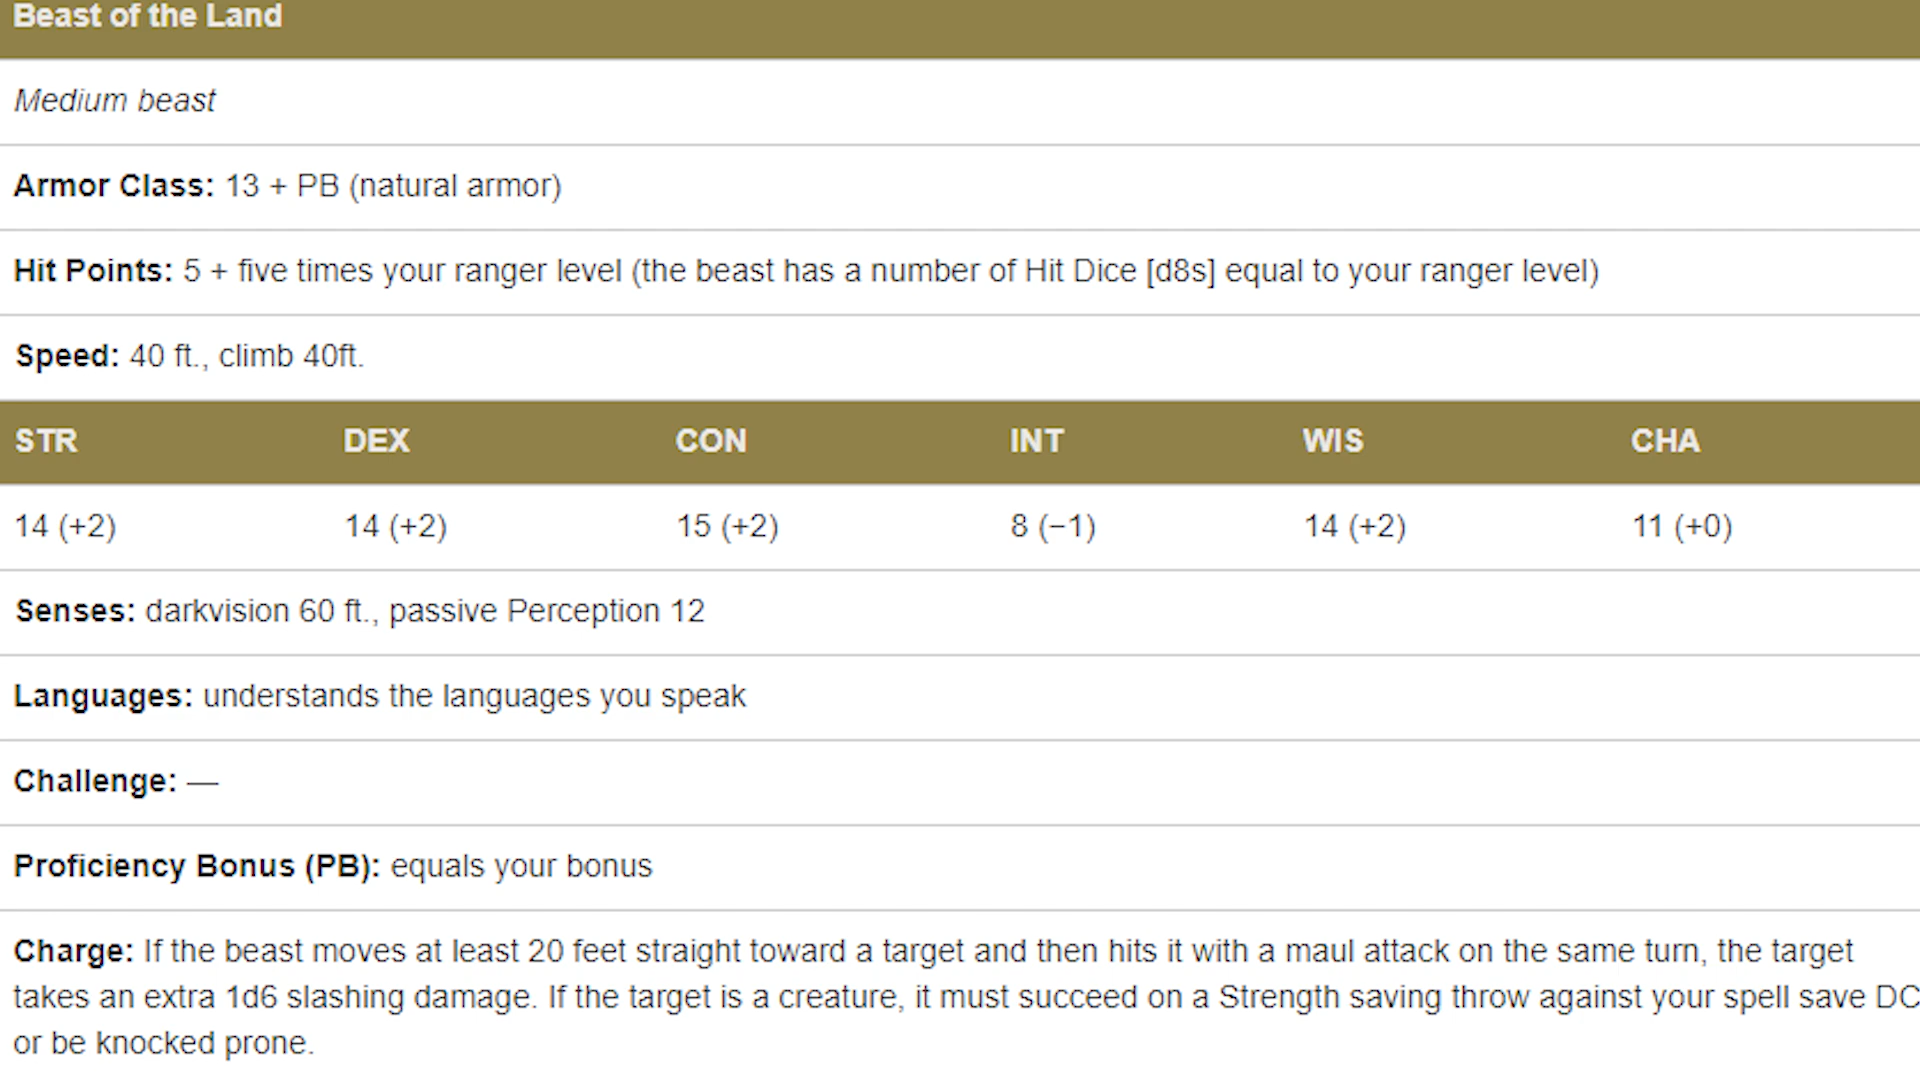 Beast of the Land
Medium beast
Armor Class: 13 + PB (natural armor)
Hit Points: 5 + five times your ranger level (the beast has a number of Hit Dice [d8s] equal to your ranger level)
Speed: 40 ft., climb 40ft.
STR DEX CON INT WIS CHA
14 (+2) 14 (+2) 15 (+2) 8 (−1) 14 (+2) 11 (+0)
Senses: darkvision 60 ft., passive Perception 12
Languages: understands the languages you speak
Challenge: —
Proficiency Bonus (PB): equals your bonus
Charge: If the beast moves at least 20 feet straight toward a target and then hits it with a maul attack on the same turn, the target
takes an extra 1d6 slashing damage. If the target is a creature, it must succeed on a Strength saving throw against your spell save DC
or be knocked prone.